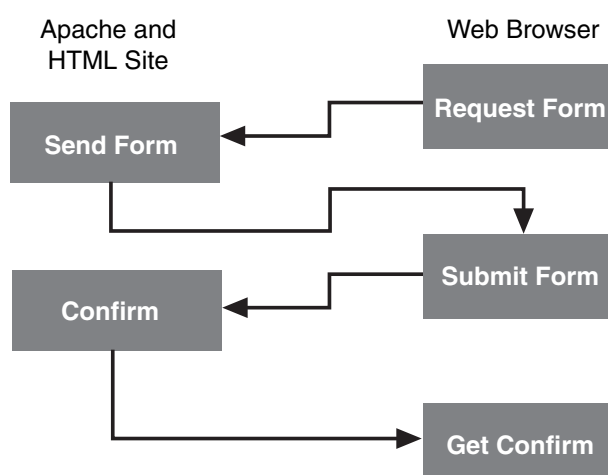 Apache and
HTML Site
Web Browser
Request Form
Send Form
Submit Form
Confirm
Get Confirm